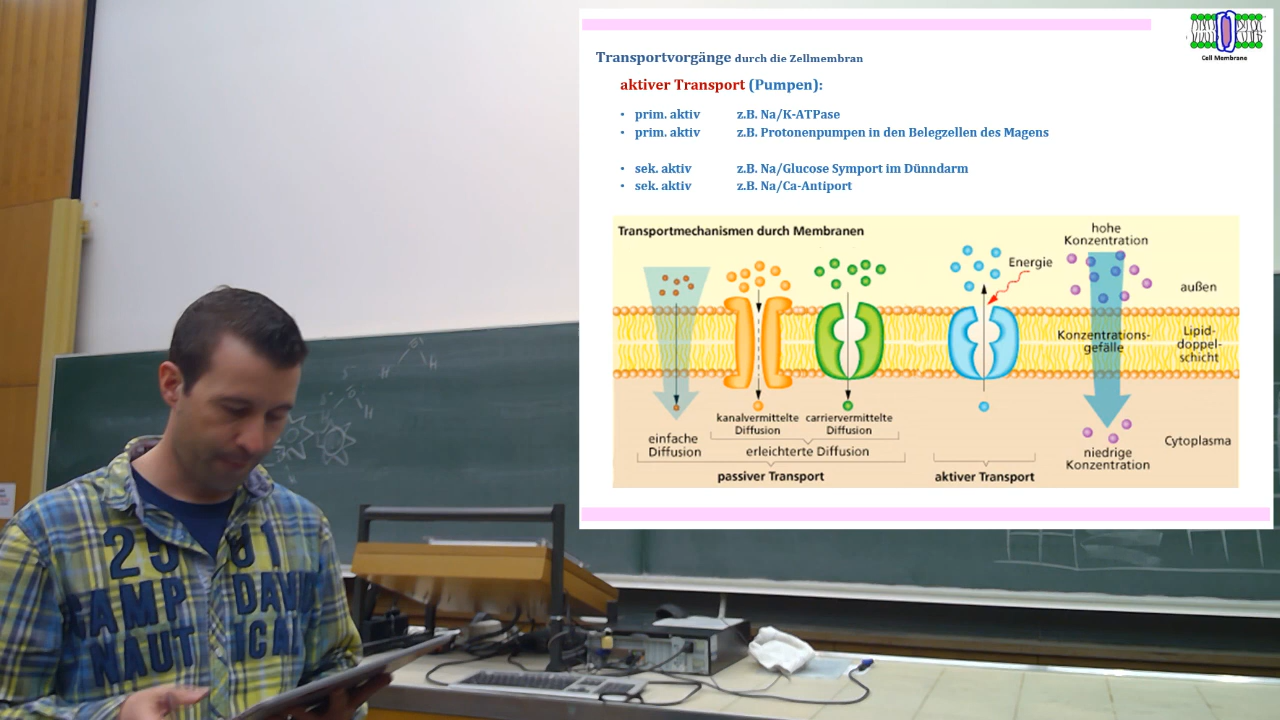 Cell Membrane
Transportvorgänge durch die Zellmembran
aktiver Transport (Pumpen):
• prim. aktiv z.B. Na/K-ATPase
• prim. aktiv z.B. Protonenpumpen in den Belegzellen des Magens
• sek. aktiv z.B. Na/Glucose Symport im Dünndarm
• sek. aktiv z.B. Na/Ca-Antiport
Transportmechanismen durch Membranen
hohe
Konzentration
Energie
außen
Konzentrations-
gefälle
Lipid-
doppel-
schicht
kanalvermittelte
Diffusion
carriervermittelte
Diffusion
einfache
Diffusion
erleichterte Diffusion
passiver Transport
aktiver Transport
niedrige
Konzentration
Cytoplasma
H
H
H
H
CAMP DAVID
NAUTICAL